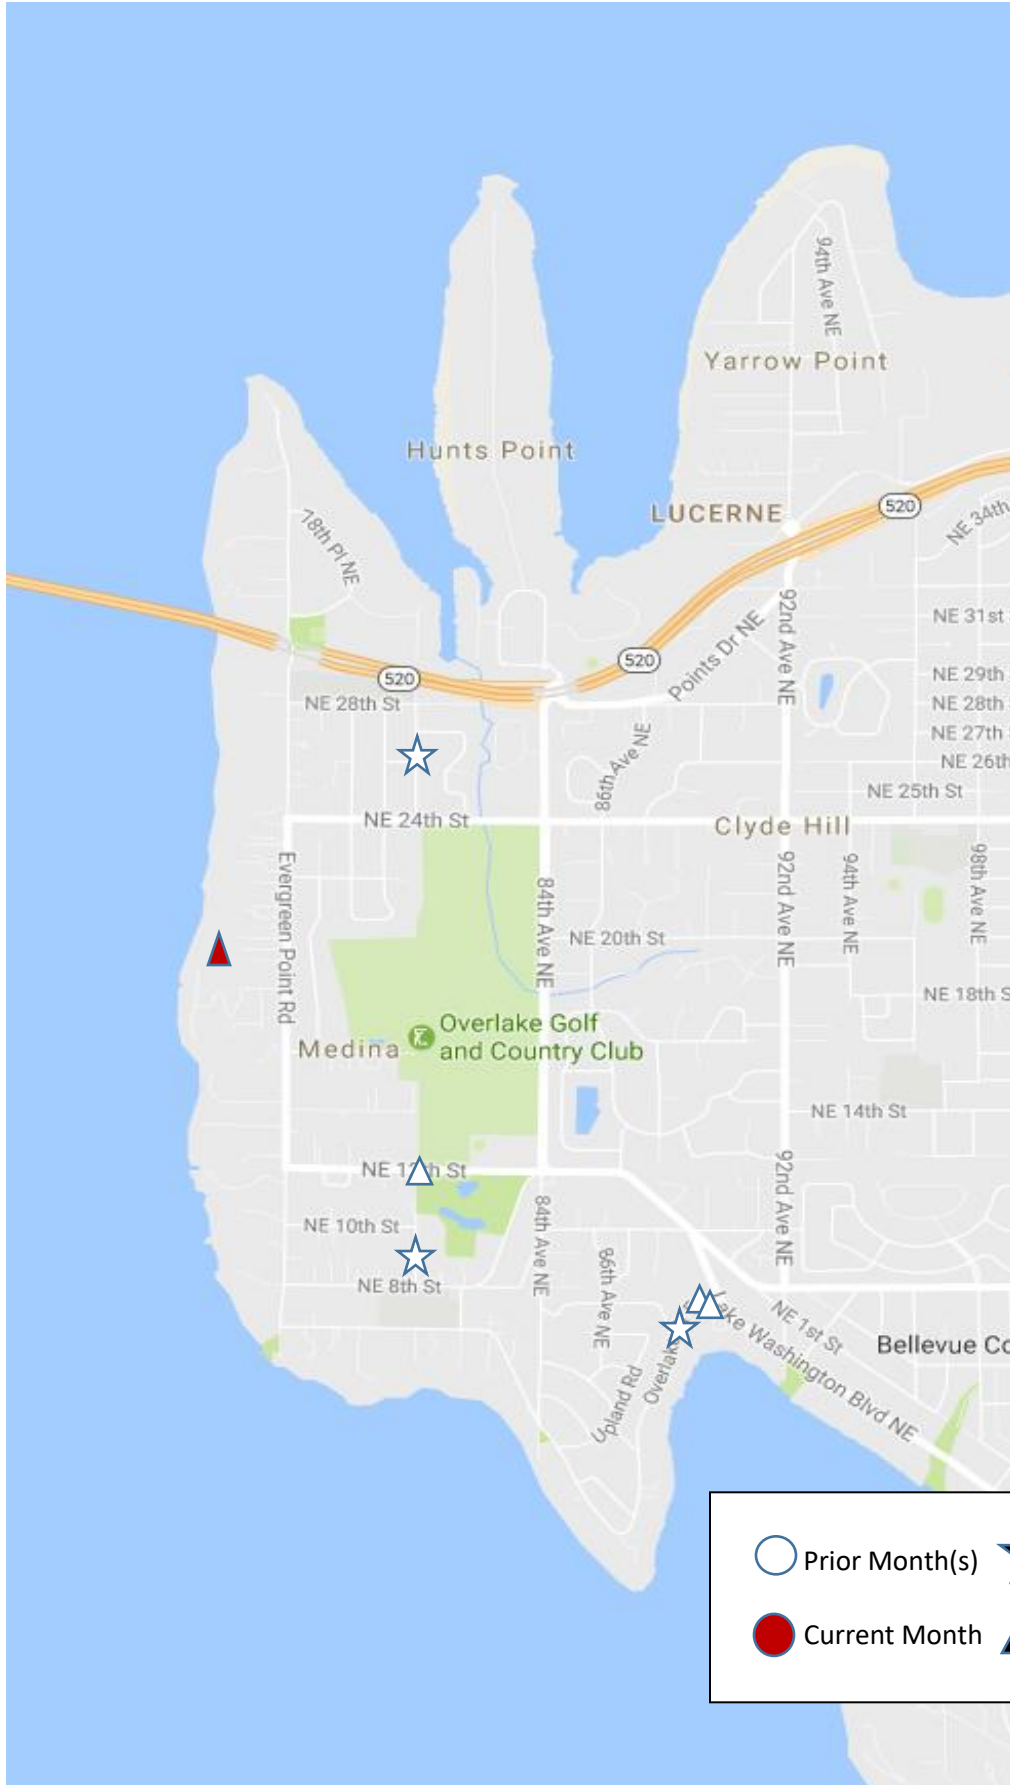 94th Ave NE
Yarrow Point
Hunts Point
LUCERNE
520
NE 34th
18th Pl NE
92nd Ave NE
NE 31st
Points Dr NE
520
520
NE 29th
NE 28th St
NE 28th
86th Ave NE
NE 27th
NE 26th
NE 25th St
NE 24th St
Clyde Hill
Evergreen Point Rd
84th Ave NE
92nd Ave NE
94th Ave NE
98th Ave NE
NE 20th St
NE 18th S
Overlake Golf
and Country Club
Medina
NE 14th St
NE 12th St
92nd Ave NE
84th Ave NE
NE 10th St
86th Ave NE
NE 8th St
Lake Washington Blvd NE
NE 1st St
Bellevue Co
Upland Rd
Overlak
Prior Month(s)
Current Month